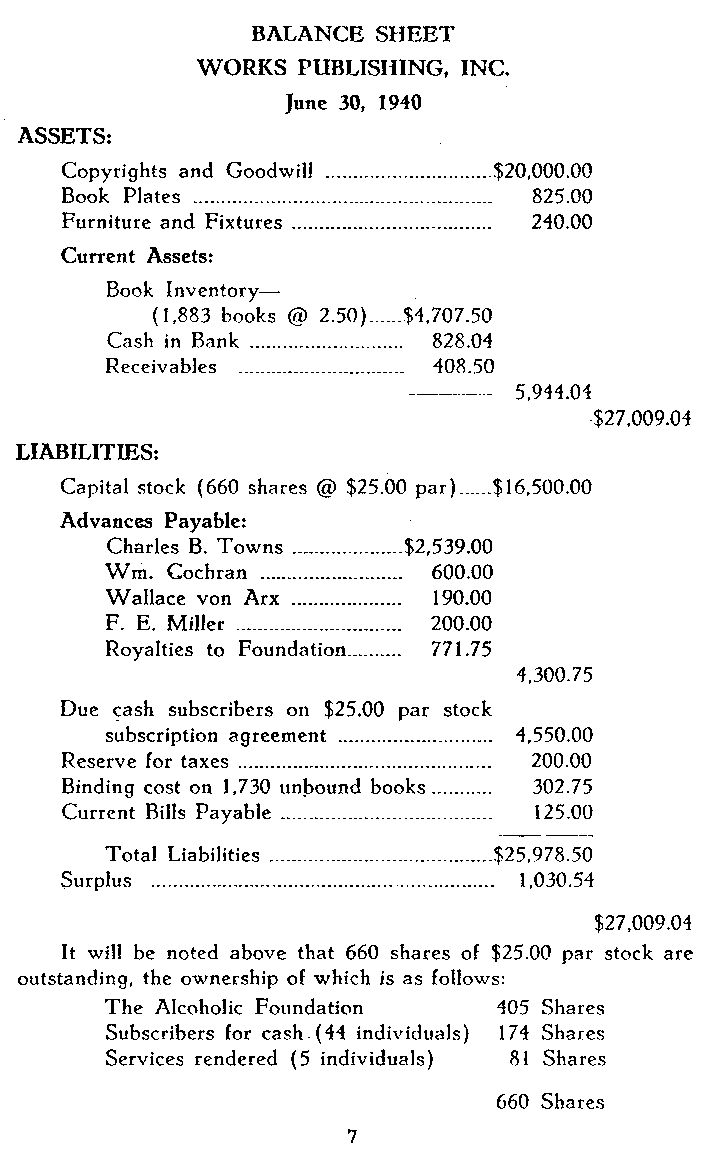 BALANCE SHEET
WORKS PUBLISHING, INC.
June 30, 1940
ASSETS:
Copyrights and Goodwill ..............................$20,000.00
Book Plates ...................................................... 825.00
Furniture and Fixtures .................................... 240.00
Current Assets:
Book Inventory—
(1,883 books @ 2.50)......$4,707.50
Cash in Bank ........................... 828.04
Receivables .............................. 408.50
5,944.04
$27,009.04
LIABILITIES:
Capital stock (660 shares @ $25.00 par)......$16,500.00
Advances Payable:
Charles B. Towns ....................$2,539.00
Wm. Cochran ......................... 600.00
Wallace von Arx .................... 190.00
F. E. Miller .............................. 200.00
Royalties to Foundation.......... 771.75
4,300.75
Due cash subscribers on $25.00 par stock
subscription agreement ............................ 4,550.00
Reserve for taxes .............................................. 200.00
Binding cost on 1,730 unbound books........... 302.75
Current Bills Payable ...................................... 125.00
Total Liabilities ........................................$25,978.50
Surplus .............................................................. 1,030.54
$27,009.04
It will be noted above that 660 shares of $25.00 par stock are
outstanding, the ownership of which is as follows:
The Alcoholic Foundation 405 Shares
Subscribers for cash (44 individuals) 174 Shares
Services rendered (5 individuals) 81 Shares
660 Shares
7